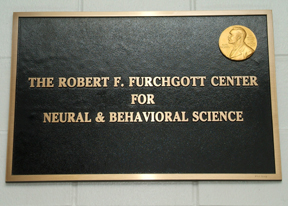 THE ROBERT F. FURCHGOTT CENTER
FOR
NEURAL & BEHAVIORAL SCIENCE